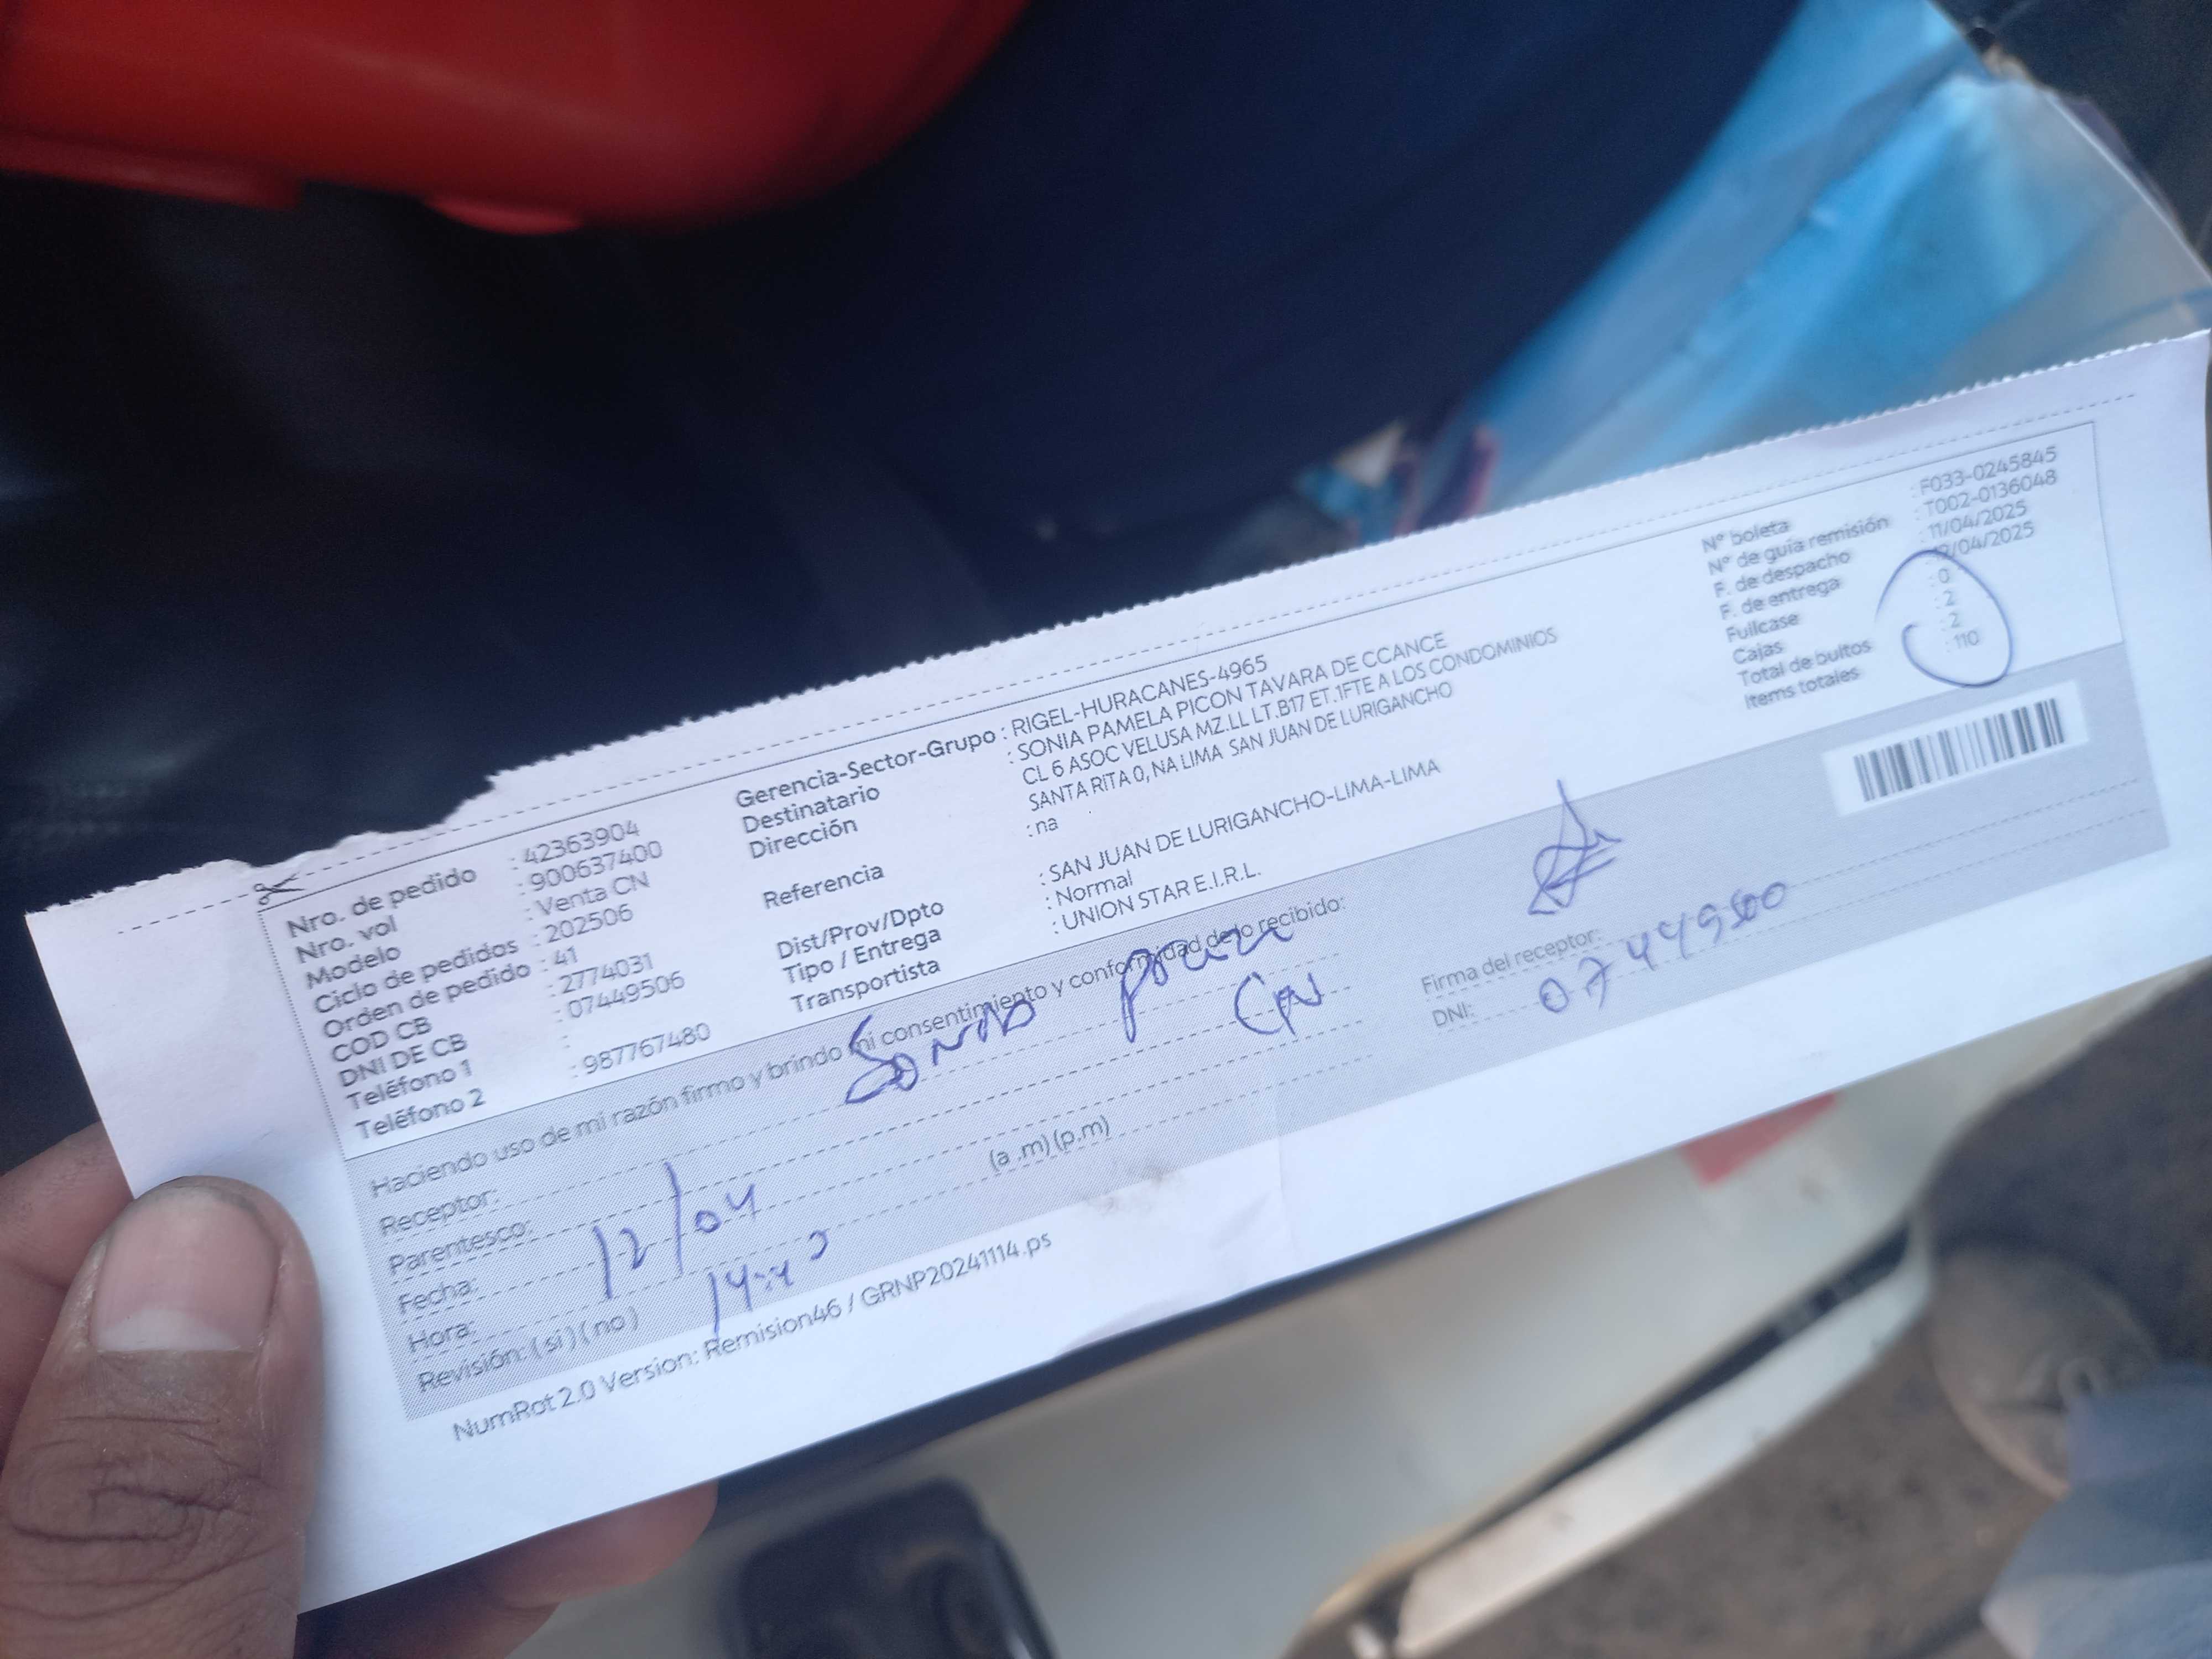 Nro. de pedido : 42363904
Nro. vol : 900637400
Modelo : Venta CN
Ciclo de pedidos : 202506
Orden de pedido : 41
COD CB : 2774031
DNI DE CB : 07449506
Teléfono 1 :
Teléfono 2 : 987767480
Gerencia-Sector-Grupo : RIGEL-HURACANES-4965
Destinatario : SONIA PAMELA PICON TAVARA DE CCANCE
Dirección CL 6 ASOC VELUSA MZ.LL LT.B17 ET.1FTE A LOS CONDOMINIOS
SANTA RITA 0, NA LIMA SAN JUAN DE LURIGANCHO
Referencia : na
Dist/Prov/Dpto : SAN JUAN DE LURIGANCHO-LIMA-LIMA
Tipo / Entrega : Normal
Transportista : UNION STAR E.I.R.L.
N° boleta : F033-0245845
N° de guía remisión : T002-0136048
F. de despacho : 11/04/2025
F. de entrega : 12/04/2025
Fullcase : 0
Cajas : 2
Total de bultos : 2
Items totales : 110
Haciendo uso de mi razón firmo y brindo mi consentimiento y conformidad de lo recibido:
Receptor: Sonia
Parentesco:
Fecha: 12/04
Hora: (a .m) (p.m)
Revisión: ( si ) ( no )
Firma del receptor:
DNI:
NumRot 2.0 Version: Remision46 / GRNP20241114.ps